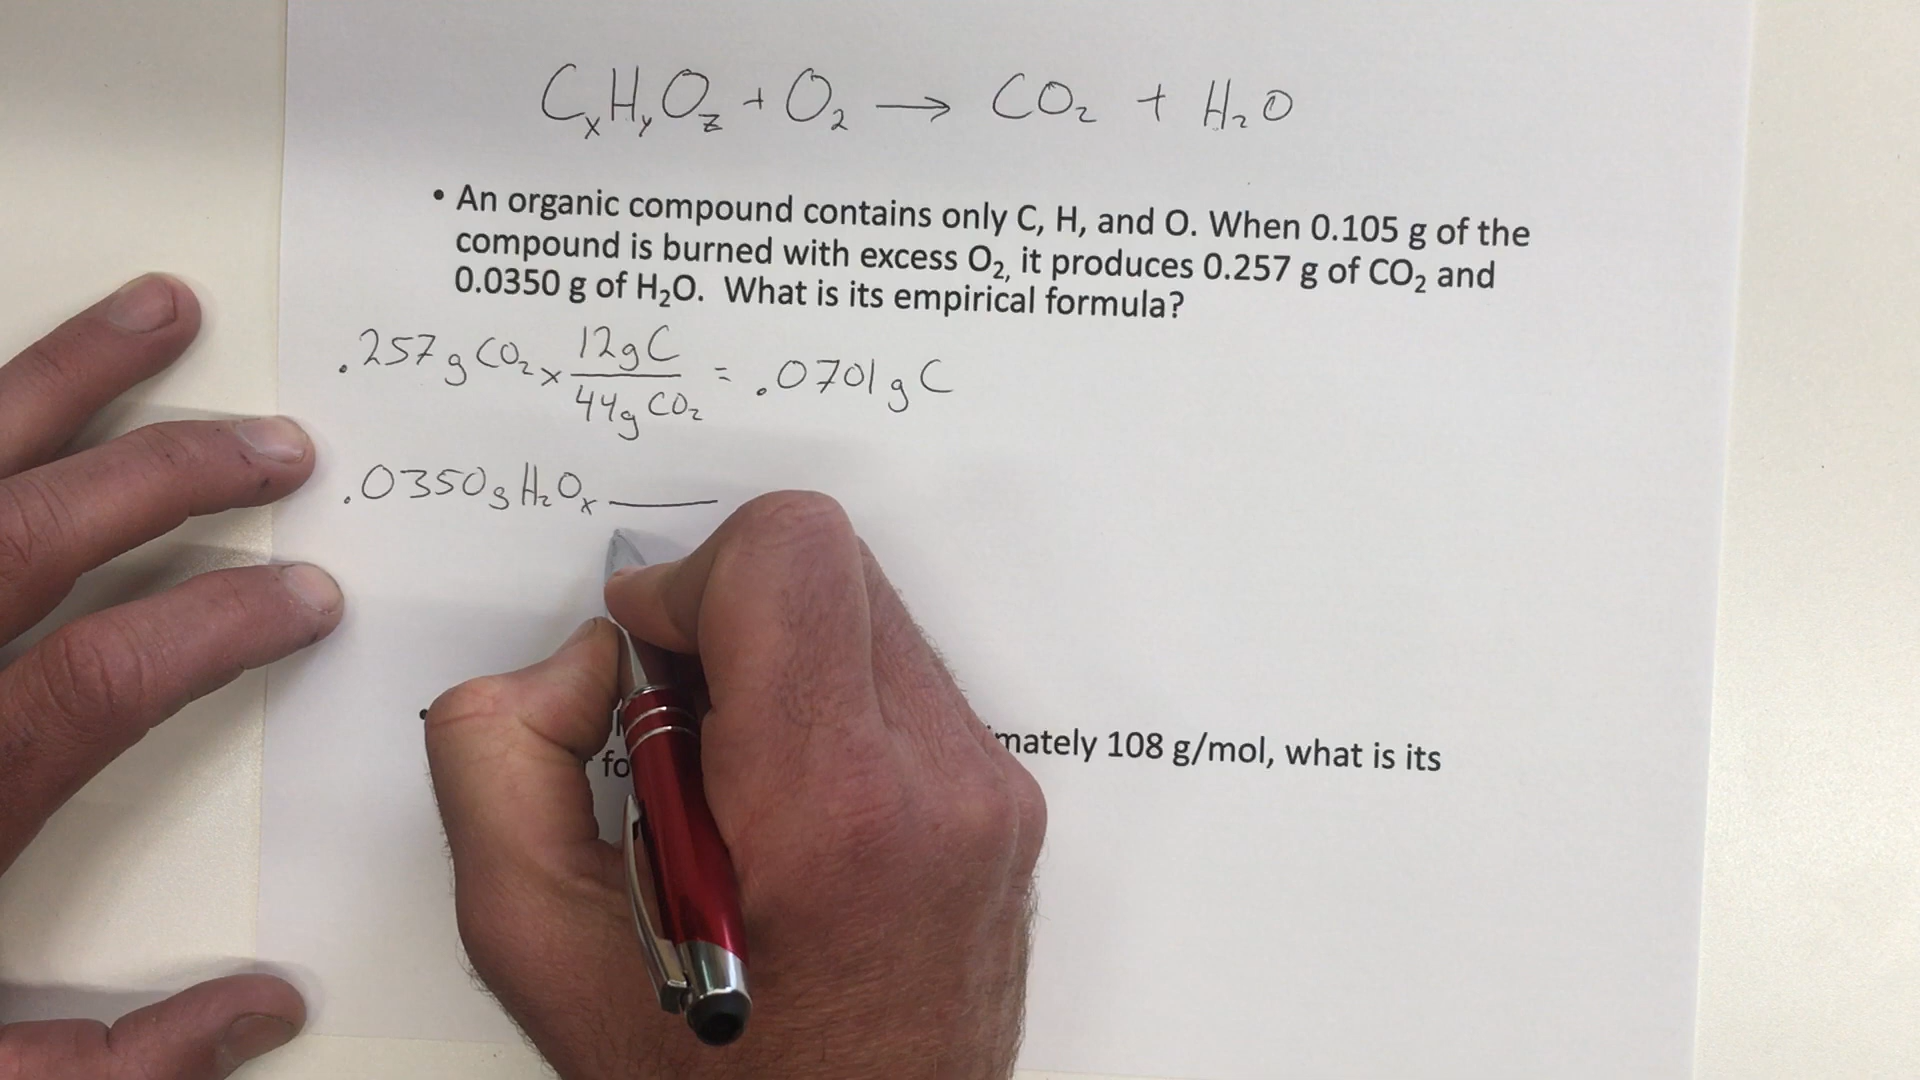 CxHyOz + O₂ → CO₂ + H₂O
• An organic compound contains only C, H, and O. When 0.105 g of the
compound is burned with excess O₂, it produces 0.257 g of CO₂ and
0.0350 g of H₂O. What is its empirical formula?
.257 g CO₂ x 12 g C / 44 g CO₂ = .0701 g C
.0350 g H₂O x
• mately 108 g/mol, what is its
fo